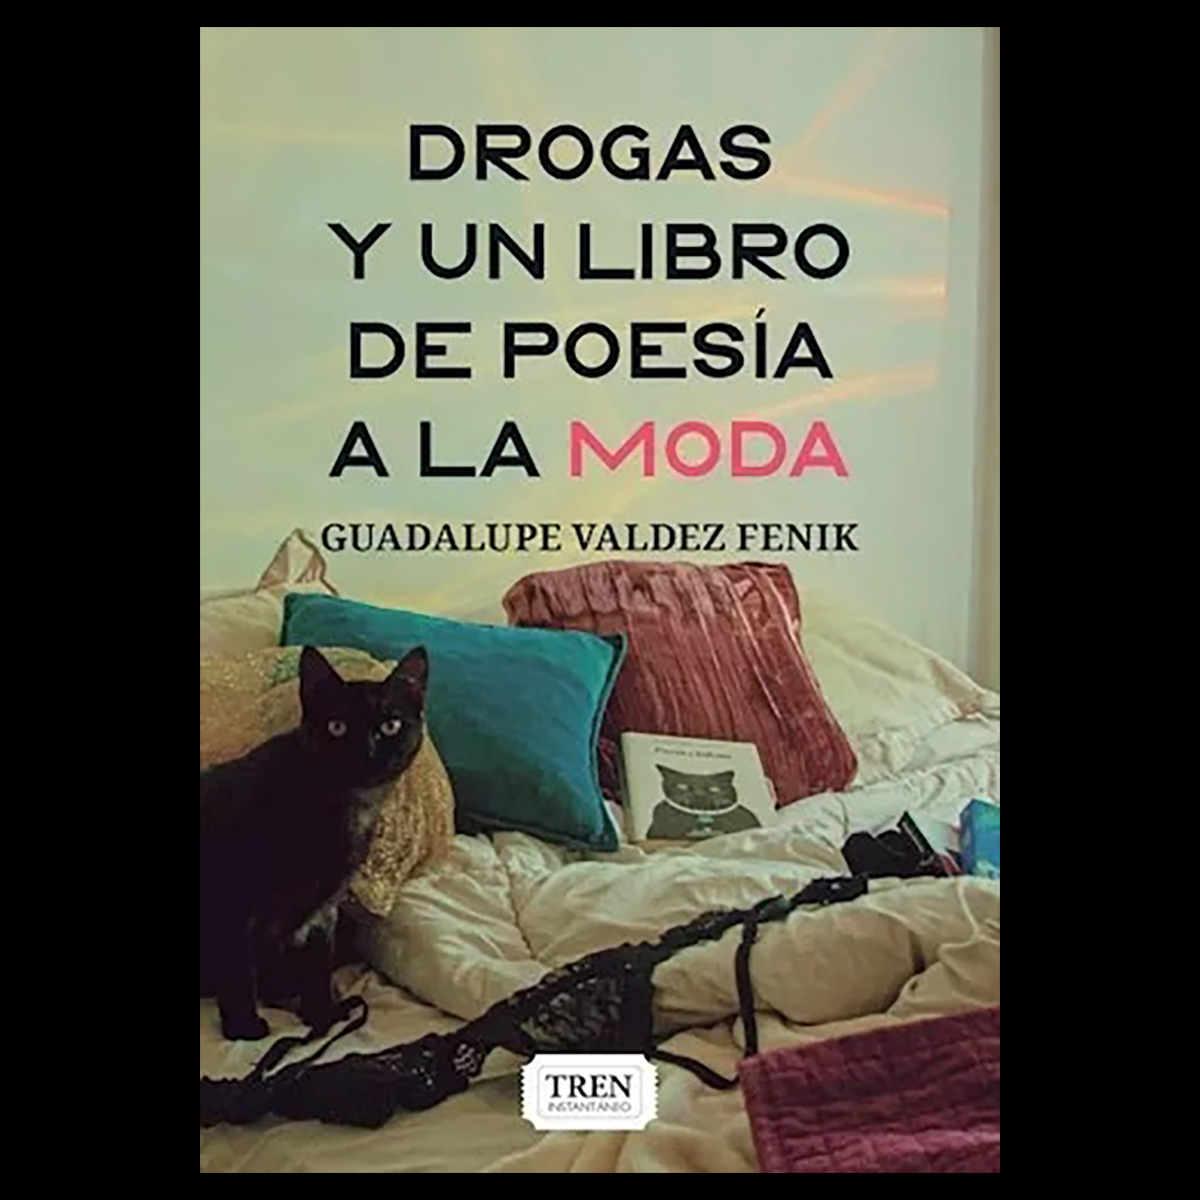 DROGAS
Y UN LIBRO
DE POESÍA
A LA MODA
GUADALUPE VALDEZ FENIK
TREN
INSTANTÁNEO